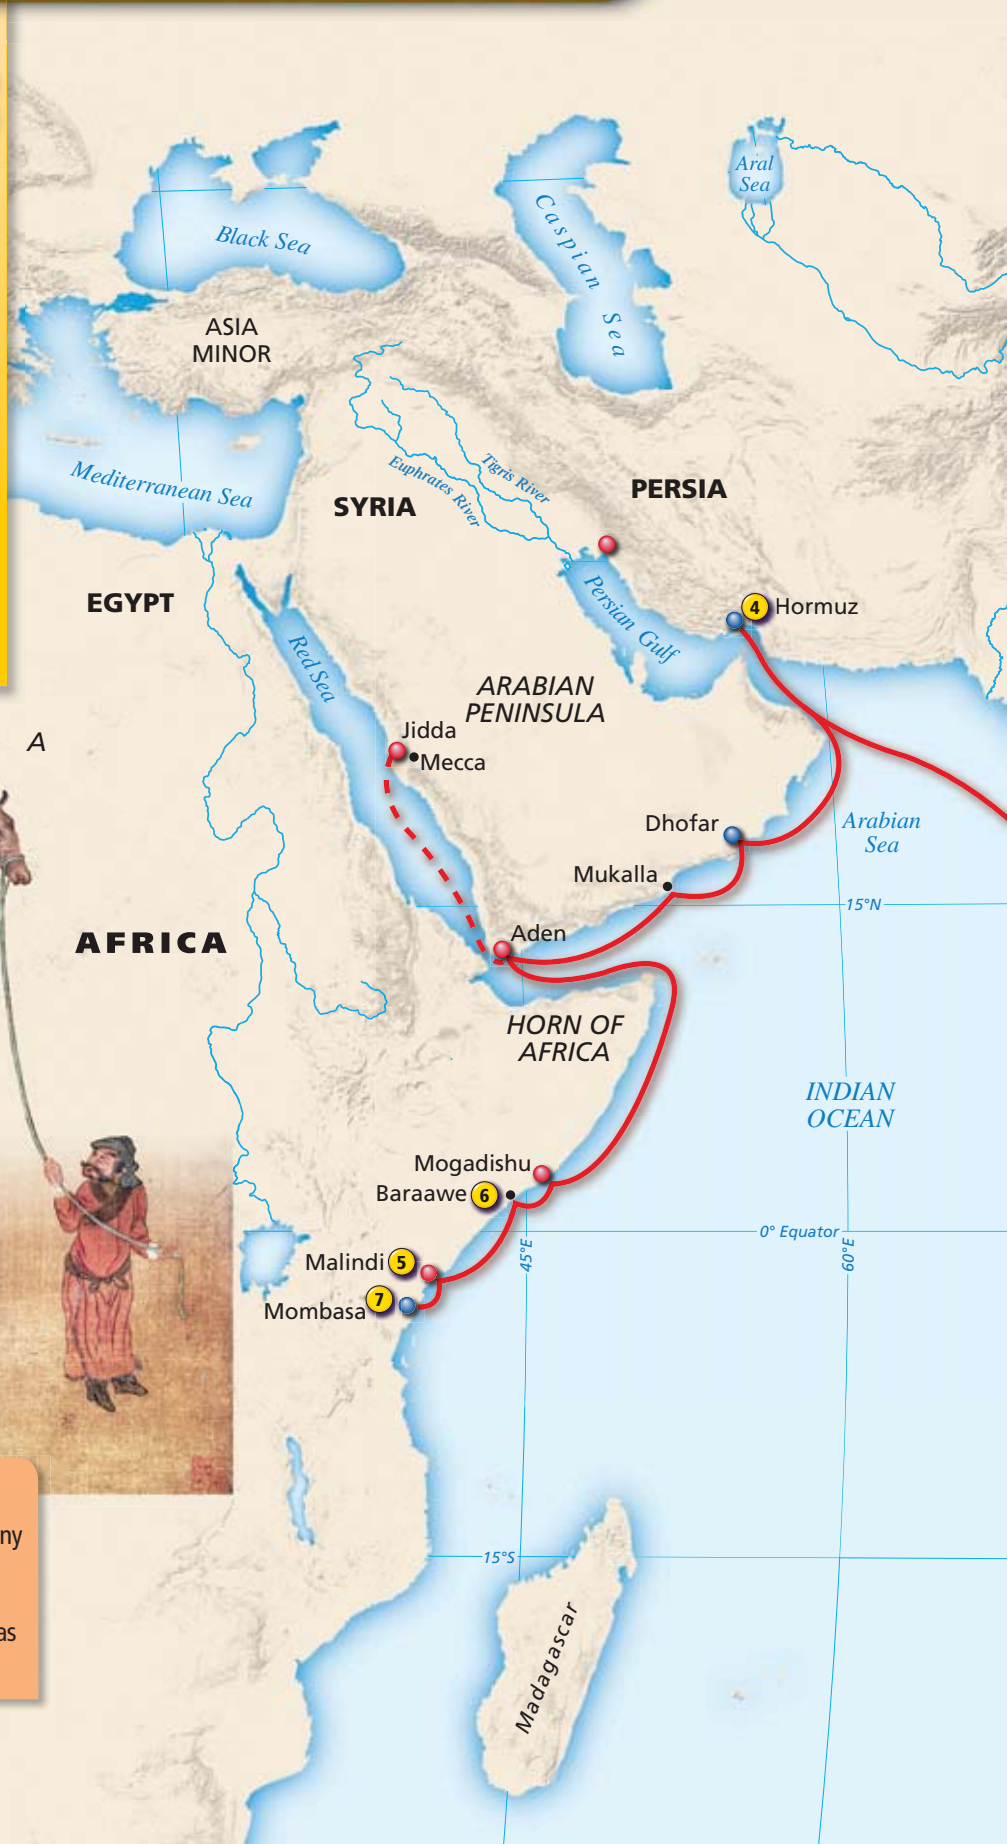 Aral
Sea
Caspian Sea
Black Sea
ASIA
MINOR
Mediterranean Sea
Euphrates River
Tigris River
SYRIA
PERSIA
EGYPT
Persian Gulf
4 Hormuz
Red Sea
ARABIAN
PENINSULA
A
Jidda
Mecca
Dhofar
Arabian
Sea
Mukalla
15°N
Aden
AFRICA
HORN OF
AFRICA
INDIAN
OCEAN
Mogadishu
Baraawe 6
0° Equator
45°E
60°E
Malindi 5
Mombasa 7
ny
15°S
as
Madagascar